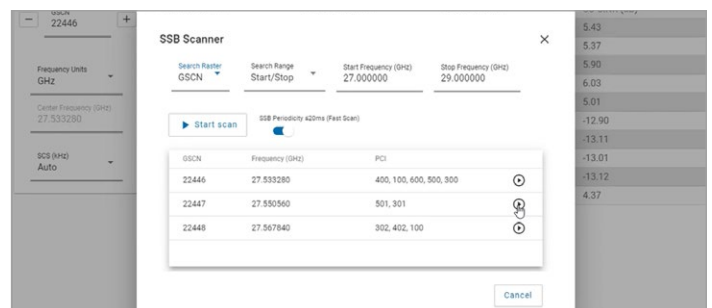 GSCN
22446
Frequency Units
GHz
Center Frequency (GHz)
27.533280
SCS (kHz)
Auto
SSB Scanner
Search Raster
GSCN
Search Range
Start/Stop
Start Frequency (GHz)
27.000000
Stop Frequency (GHz)
29.000000
Start scan
SSB Periodicity ≤20ms (Fast Scan)
GSCN Frequency (GHz) PCI
22446 27.533280 400, 100, 600, 500, 300
22447 27.550560 501, 301
22448 27.567840 302, 402, 100
Cancel
5.43
5.37
5.90
6.03
5.01
-12.90
-13.11
-13.01
-13.12
4.37